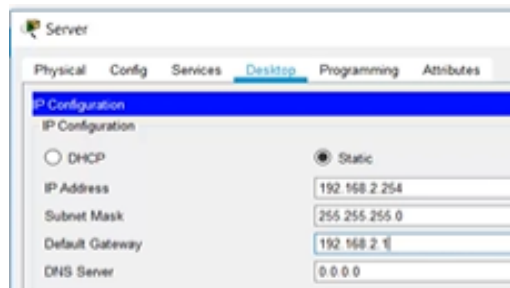 Server
Physical Config Services Desktop Programming Attributes
IP Configuration
IP Configuration
DHCP Static
IP Address 192.168.2.254
Subnet Mask 255.255.255.0
Default Gateway 192.168.2.1
DNS Server 0.0.0.0